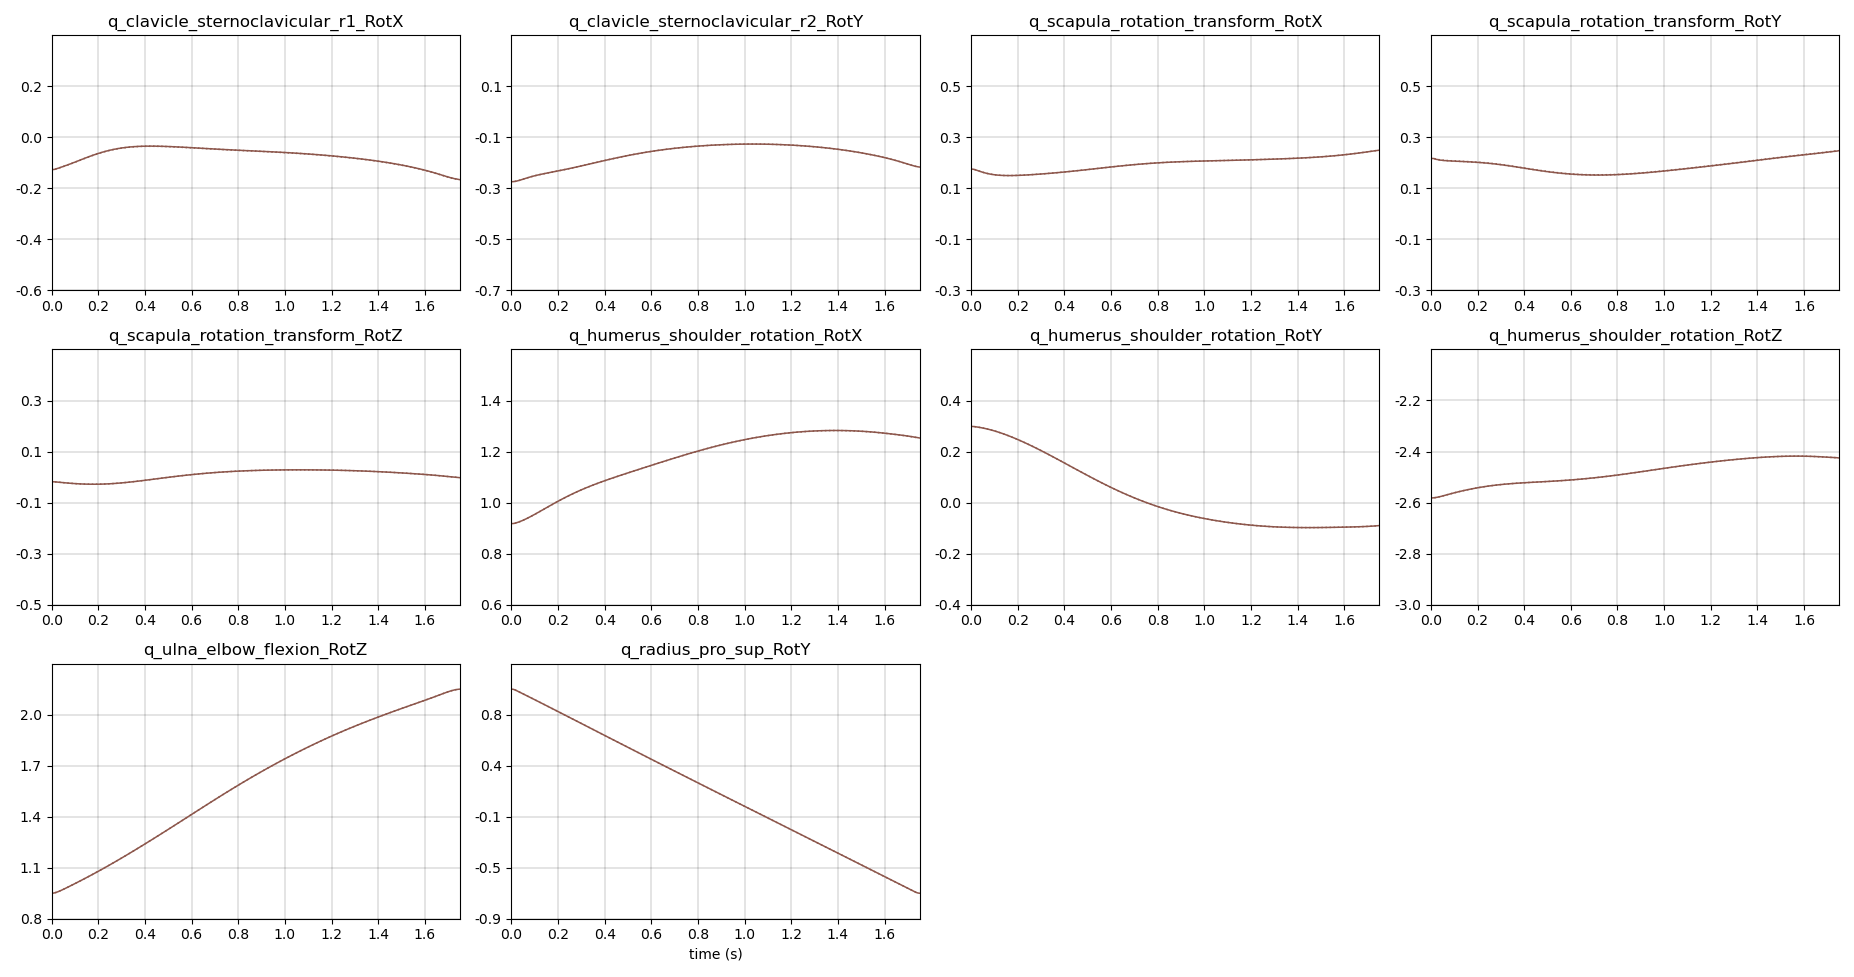 q_clavicle_sternoclavicular_r1_RotX q_clavicle_sternoclavicular_r2_RotY q_scapula_rotation_transform_RotX q_scapula_rotation_transform_RotY
0.2 0.1 0.5 0.5
0.0 -0.1 0.3 0.3
-0.2 -0.3 0.1 0.1
-0.4 -0.5 -0.1 -0.1
-0.6 -0.7 -0.3 -0.3
0.0 0.2 0.4 0.6 0.8 1.0 1.2 1.4 1.6 0.0 0.2 0.4 0.6 0.8 1.0 1.2 1.4 1.6 0.0 0.2 0.4 0.6 0.8 1.0 1.2 1.4 1.6 0.0 0.2 0.4 0.6 0.8 1.0 1.2 1.4 1.6
q_scapula_rotation_transform_RotZ q_humerus_shoulder_rotation_RotX q_humerus_shoulder_rotation_RotY q_humerus_shoulder_rotation_RotZ
0.3 1.4 0.4 -2.2
0.1 1.2 0.2 -2.4
-0.1 1.0 0.0 -2.6
-0.3 0.8 -0.2 -2.8
-0.5 0.6 -0.4 -3.0
0.0 0.2 0.4 0.6 0.8 1.0 1.2 1.4 1.6 0.0 0.2 0.4 0.6 0.8 1.0 1.2 1.4 1.6 0.0 0.2 0.4 0.6 0.8 1.0 1.2 1.4 1.6 0.0 0.2 0.4 0.6 0.8 1.0 1.2 1.4 1.6
q_ulna_elbow_flexion_RotZ q_radius_pro_sup_RotY
2.0 0.8
1.7 0.4
1.4 -0.1
1.1 -0.5
0.8 -0.9
0.0 0.2 0.4 0.6 0.8 1.0 1.2 1.4 1.6 0.0 0.2 0.4 0.6 0.8 1.0 1.2 1.4 1.6
time (s)